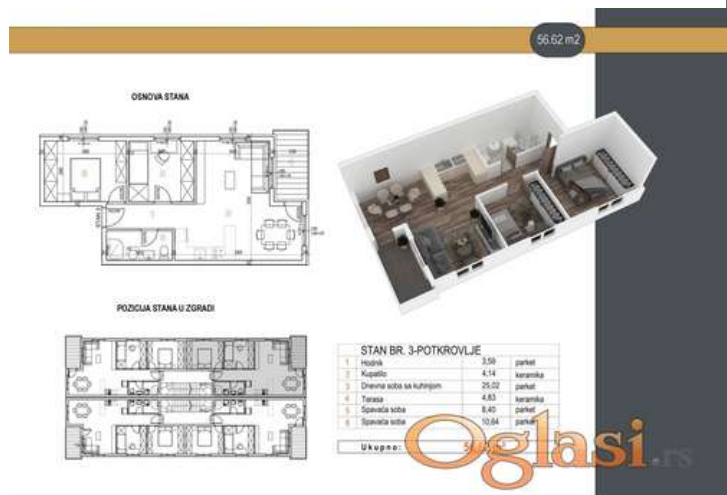 56.62 m2
OSNOVA STANA
STAN 3
POZICIJA STANA U ZGRADI
STAN BR. 3-POTKROVLJE
1 Hodnik 3,59 parket
2 Kupatilo 4,14 keramika
3 Dnevna soba sa kuhinjom 25,02 parket
4 Terasa 4,83 keramika
5 Spavaća soba 8,40 parket
6 Spavaća soba 10,64 parket
Ukupno:
Oglasi.rs